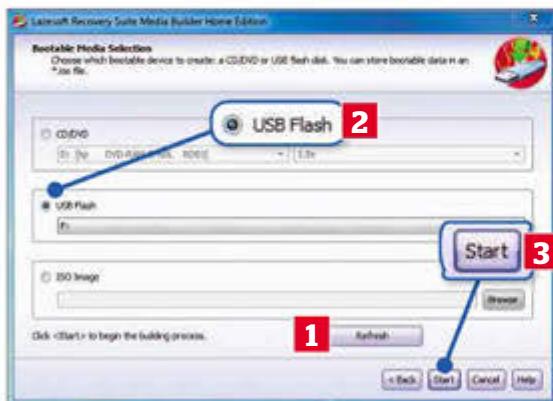 Lazesoft Recovery Suite Media Builder Home Edition
Bootable Media Selection
Choose which bootable device to create: a CD/DVD or USB flash disk. You can store bootable data in an
*.iso file.
CD/DVD
USB Flash 2
USB Flash
F:
Start 3
ISO Image
Browse
Click <Start> to begin the building process.
1 Refresh
< Back Start Cancel Help